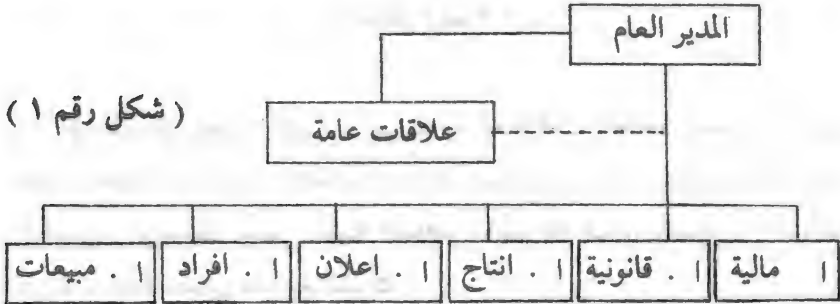 المدير العام
(شكل رقم ١)
علاقات عامة
ا مالية
ا . قانونية
ا . انتاج
ا . اعلان
ا . افراد
ا . مبيعات